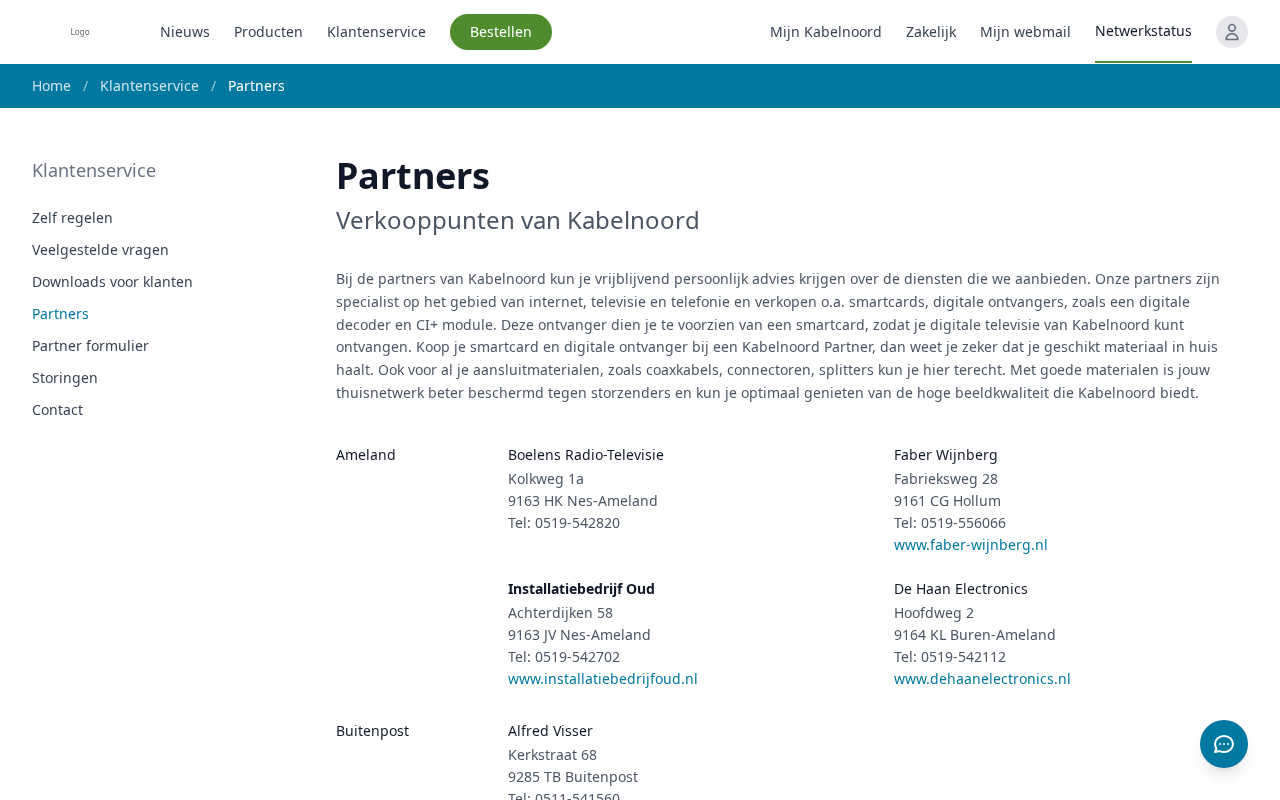 Logo
Nieuws
Producten
Klantenservice
Bestellen
Mijn Kabelnoord
Zakelijk
Mijn webmail
Netwerkstatus
Home / Klantenservice / Partners
Klantenservice
Zelf regelen
Veelgestelde vragen
Downloads voor klanten
Partners
Partner formulier
Storingen
Contact
Partners
Verkooppunten van Kabelnoord
Bij de partners van Kabelnoord kun je vrijblijvend persoonlijk advies krijgen over de diensten die we aanbieden. Onze partners zijn
specialist op het gebied van internet, televisie en telefonie en verkopen o.a. smartcards, digitale ontvangers, zoals een digitale
decoder en CI+ module. Deze ontvanger dien je te voorzien van een smartcard, zodat je digitale televisie van Kabelnoord kunt
ontvangen. Koop je smartcard en digitale ontvanger bij een Kabelnoord Partner, dan weet je zeker dat je geschikt materiaal in huis
haalt. Ook voor al je aansluitmaterialen, zoals coaxkabels, connectoren, splitters kun je hier terecht. Met goede materialen is jouw
thuisnetwerk beter beschermd tegen storzenders en kun je optimaal genieten van de hoge beeldkwaliteit die Kabelnoord biedt.
Ameland
Boelens Radio-Televisie
Kolkweg 1a
9163 HK Nes-Ameland
Tel: 0519-542820
Faber Wijnberg
Fabrieksweg 28
9161 CG Hollum
Tel: 0519-556066
www.faber-wijnberg.nl
Installatiebedrijf Oud
Achterdijken 58
9163 JV Nes-Ameland
Tel: 0519-542702
www.installatiebedrijfoud.nl
De Haan Electronics
Hoofdweg 2
9164 KL Buren-Ameland
Tel: 0519-542112
www.dehaanelectronics.nl
Buitenpost
Alfred Visser
Kerkstraat 68
9285 TB Buitenpost
Tel: 0511-541560